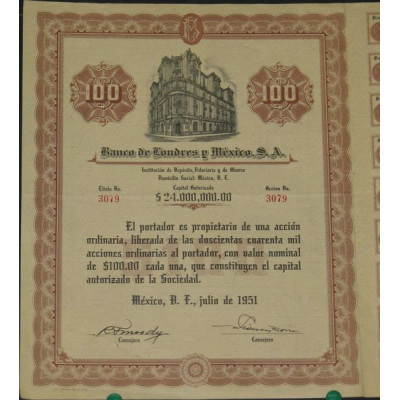 100 100
Banco de Londres y México, S.A.
Institución de Depósito, Fiduciaria y de Ahorro
Domicilio Social: México, D. F.
Título No. Capital Autorizado Accion No.
3079 $ 24.000,000.00 3079
El portador es propietario de una acción
ordinaria, liberada de las doscientas cuarenta mil
acciones ordinarias al portador, con valor nominal
de $100.00 cada una, que constituyen el capital
autorizado de la Sociedad.
México, D. F., julio de 1951
Consejero Consejero